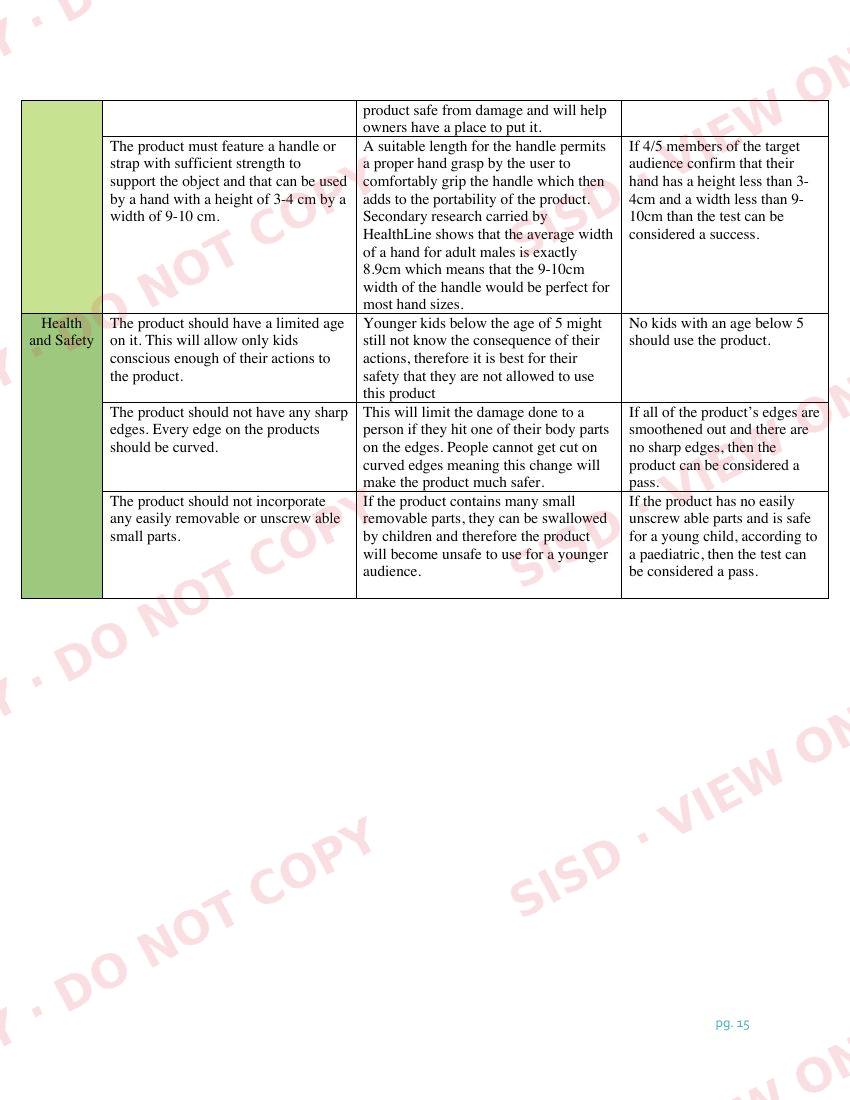 product safe from damage and will help
owners have a place to put it.
The product must feature a handle or
strap with sufficient strength to
support the object and that can be used
by a hand with a height of 3-4 cm by a
width of 9-10 cm.
A suitable length for the handle permits
a proper hand grasp by the user to
comfortably grip the handle which then
adds to the portability of the product.
Secondary research carried by
HealthLine shows that the average width
of a hand for adult males is exactly
8.9cm which means that the 9-10cm
width of the handle would be perfect for
most hand sizes.
If 4/5 members of the target
audience confirm that their
hand has a height less than 3-
4cm and a width less than 9-
10cm than the test can be
considered a success.
Health
and Safety
The product should have a limited age
on it. This will allow only kids
conscious enough of their actions to
the product.
Younger kids below the age of 5 might
still not know the consequence of their
actions, therefore it is best for their
safety that they are not allowed to use
this product
No kids with an age below 5
should use the product.
The product should not have any sharp
edges. Every edge on the products
should be curved.
This will limit the damage done to a
person if they hit one of their body parts
on the edges. People cannot get cut on
curved edges meaning this change will
make the product much safer.
If all of the product’s edges are
smoothened out and there are
no sharp edges, then the
product can be considered a
pass.
The product should not incorporate
any easily removable or unscrew able
small parts.
If the product contains many small
removable parts, they can be swallowed
by children and therefore the product
will become unsafe to use for a younger
audience.
If the product has no easily
unscrew able parts and is safe
for a young child, according to
a paediatric, then the test can
be considered a pass.
pg. 15
Y · D
SISD · VIEW ON
Y · DO NOT COPY
SISD · VIEW ON
Y · DO NOT COPY
SISD · VIEW ON
Y · DO NOT COPY
W ON